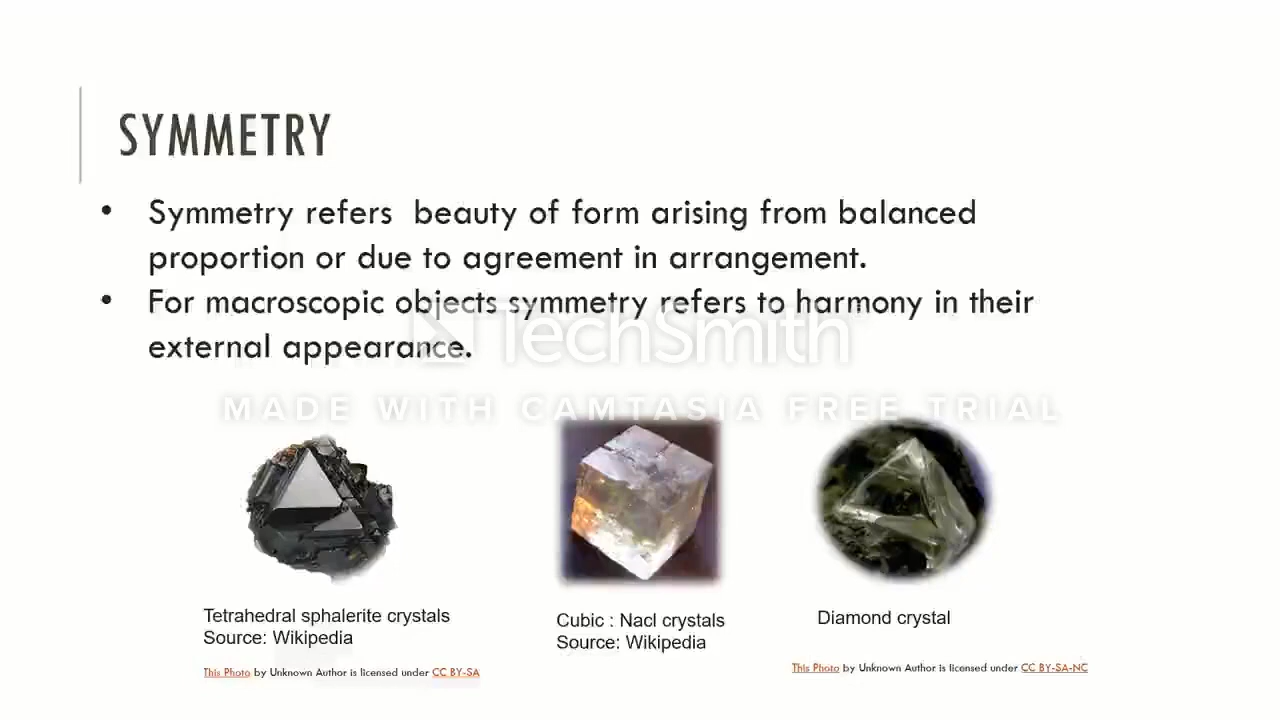 SYMMETRY
• Symmetry refers  beauty of form arising from balanced
proportion or due to agreement in arrangement.
• For macroscopic objects symmetry refers to harmony in their
external appearance.
TechSmith
MADE WITH CAMTASIA FREE TRIAL
Tetrahedral sphalerite crystals
Source: Wikipedia
This Photo by Unknown Author is licensed under CC BY-SA
Cubic : Nacl crystals
Source: Wikipedia
Diamond crystal
This Photo by Unknown Author is licensed under CC BY-SA-NC